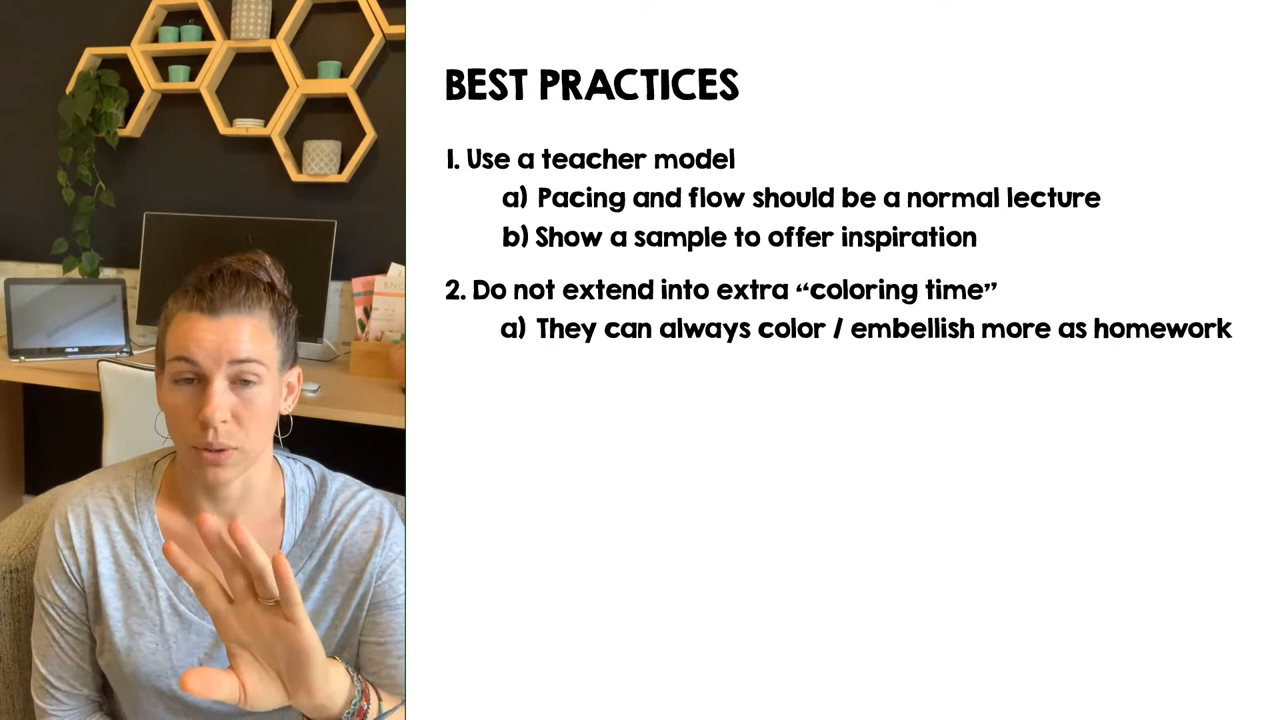 BEST PRACTICES
1. Use a teacher model
a) Pacing and flow should be a normal lecture
b) Show a sample to offer inspiration
2. Do not extend into extra “coloring time”
a) They can always color / embellish more as homework
ASUS